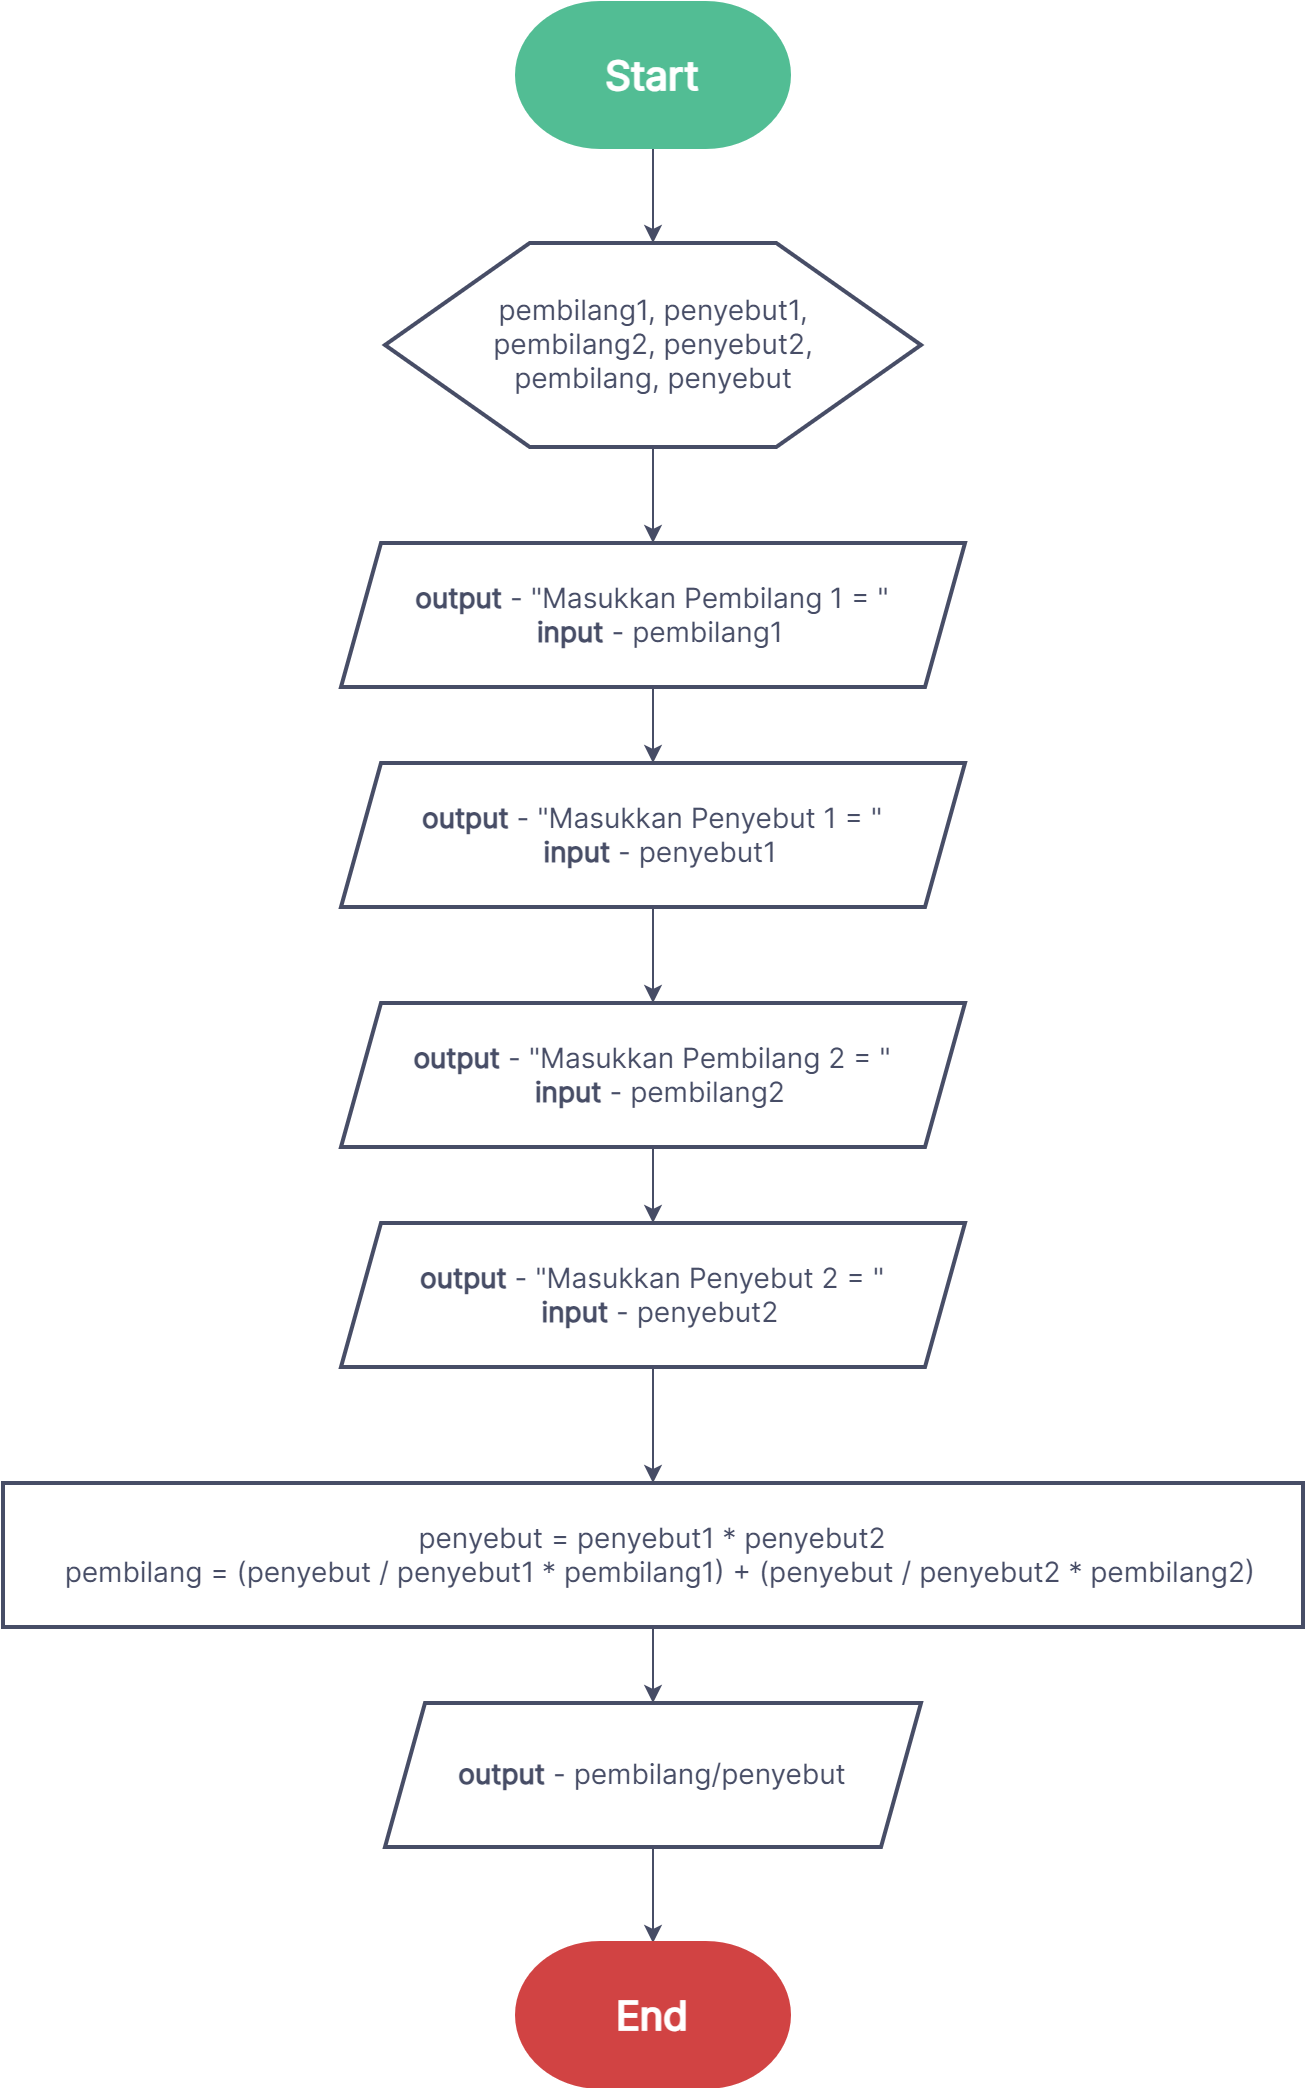 Start
pembilang1, penyebut1,
pembilang2, penyebut2,
pembilang, penyebut
output - "Masukkan Pembilang 1 = "
input - pembilang1
output - "Masukkan Penyebut 1 = "
input - penyebut1
output - "Masukkan Pembilang 2 = "
input - pembilang2
output - "Masukkan Penyebut 2 = "
input - penyebut2
penyebut = penyebut1 * penyebut2
pembilang = (penyebut / penyebut1 * pembilang1) + (penyebut / penyebut2 * pembilang2)
output - pembilang/penyebut
End